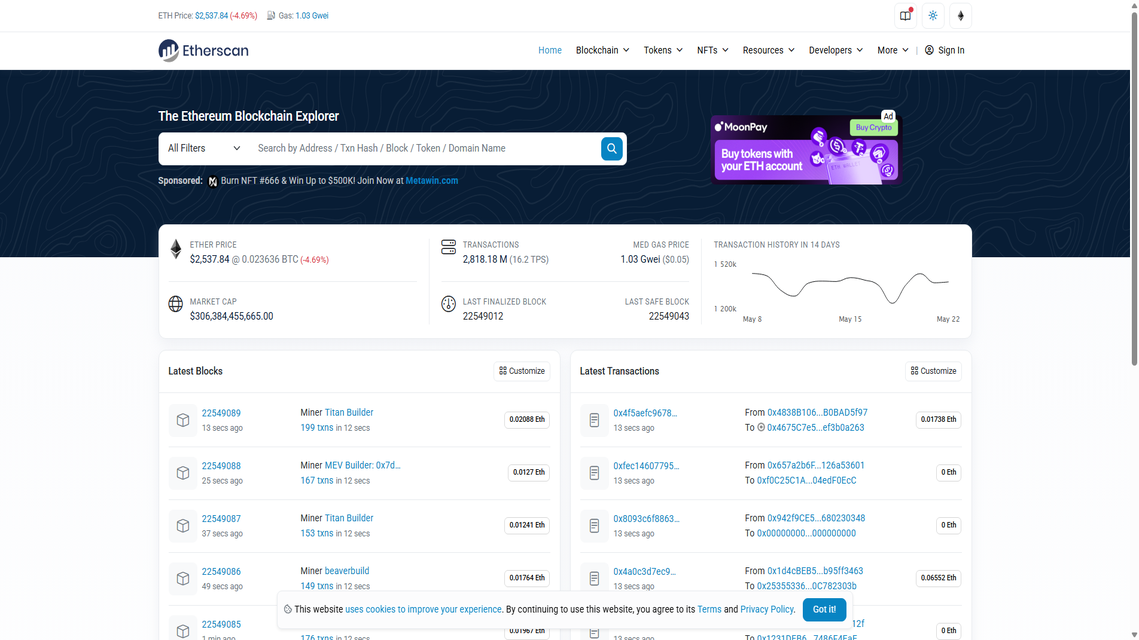 ETH Price: $2,537.84 (-4.69%) Gas: 1.03 Gwei
Etherscan
Home Blockchain Tokens NFTs Resources Developers More | Sign In
The Ethereum Blockchain Explorer
All Filters Search by Address / Txn Hash / Block / Token / Domain Name
Sponsored: Burn NFT #666 & Win Up to $500K! Join Now at Metawin.com
Ad
MoonPay
Buy Crypto
Buy tokens with
your ETH account
ETHER PRICE
$2,537.84 @ 0.023636 BTC (-4.69%)
MARKET CAP
$306,384,455,665.00
TRANSACTIONS
2,818.18 M (16.2 TPS)
MED GAS PRICE
1.03 Gwei ($0.05)
LAST FINALIZED BLOCK
22549012
LAST SAFE BLOCK
22549043
TRANSACTION HISTORY IN 14 DAYS
1 520k
1 200k
May 8 May 15 May 22
Latest Blocks Customize
22549089 Miner Titan Builder 0.02088 Eth
13 secs ago 199 txns in 12 secs
22549088 Miner MEV Builder: 0x7d... 0.0127 Eth
25 secs ago 167 txns in 12 secs
22549087 Miner Titan Builder 0.01241 Eth
37 secs ago 153 txns in 12 secs
22549086 Miner beaverbuild 0.01764 Eth
49 secs ago 149 txns in 12 secs
22549085
1 min ago 176 txns in 12 secs 0.01967 Eth
Latest Transactions Customize
0x4f5aefc9678... From 0x4838B106...B0BAD5f97 0.01738 Eth
13 secs ago To 0x4675C7e5...ef3b0a263
0xfec14607795... From 0x657a2b6F...126a53601 0 Eth
13 secs ago To 0xf0C25C1A...04edF0EcC
0x8093c6f8863... From 0x942f9CE5...680230348 0 Eth
13 secs ago To 0x00000000...000000000
0x4a0c3d7ec9... From 0x1d4cBEB5...b95ff3463 0.06552 Eth
13 secs ago To 0x25355336...0C782303b
12f 0 Eth
13 secs ago To 0x1231DEB6...7486F4EaE
This website uses cookies to improve your experience. By continuing to use this website, you agree to its Terms and Privacy Policy. Got it!